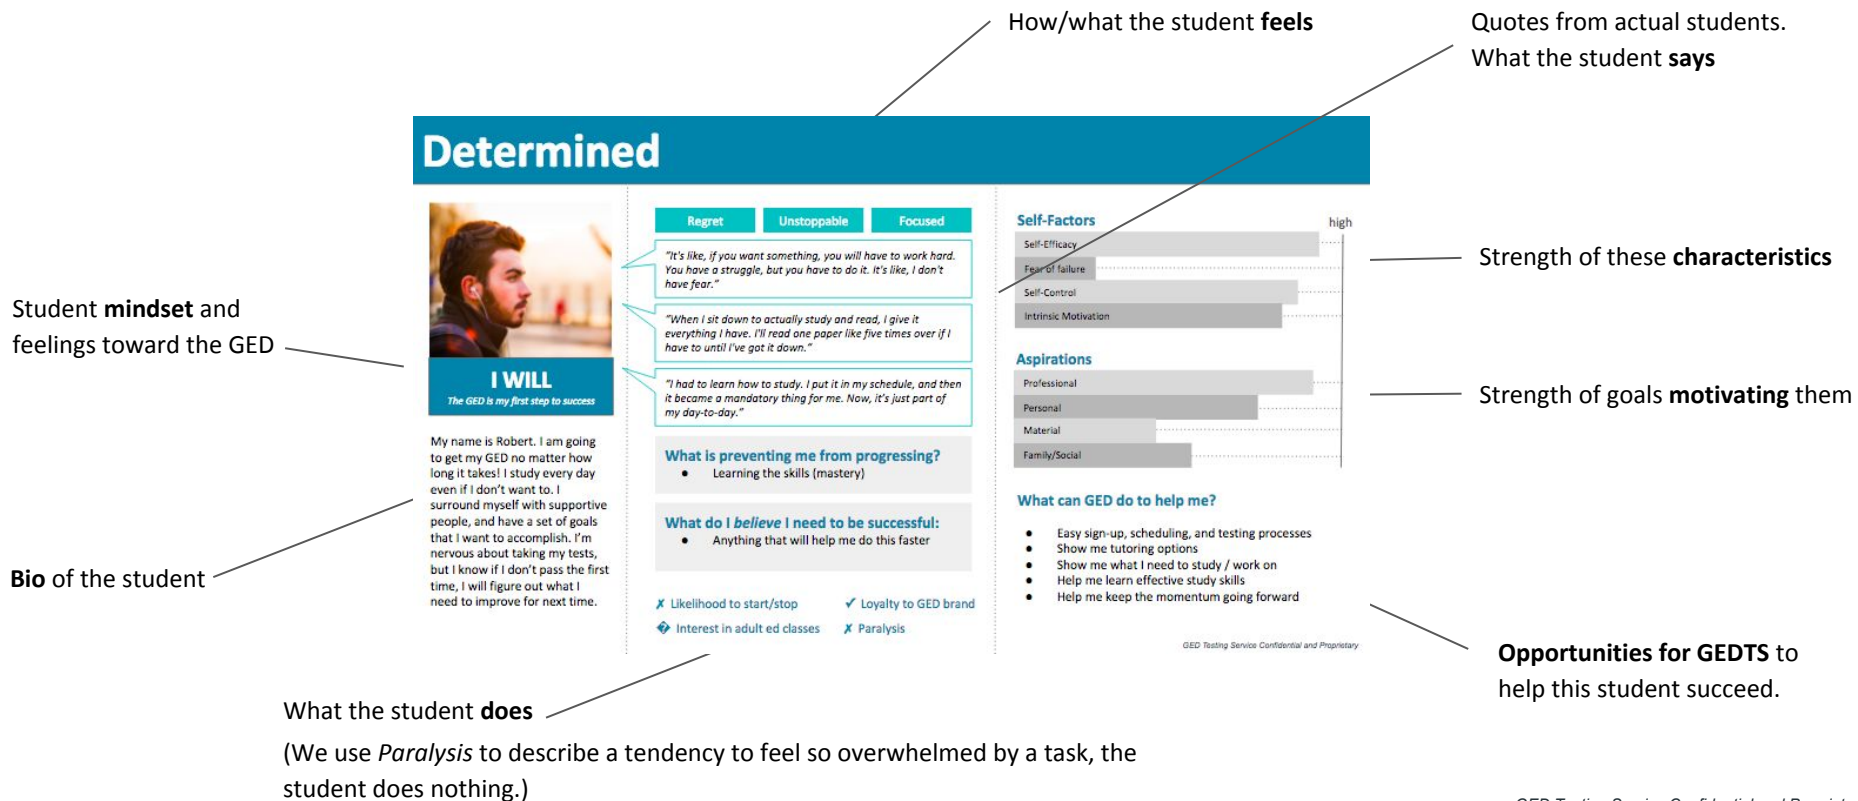 How/what the student feels
Quotes from actual students.
What the student says
Determined
Student mindset and
feelings toward the GED
I WILL
The GED is my first step to success
My name is Robert. I am going
to get my GED no matter how
long it takes! I study every day
even if I don't want to. I
surround myself with supportive
people, and have a set of goals
that I want to accomplish. I'm
nervous about taking my tests,
but I know if I don't pass the first
time, I will figure out what I
need to improve for next time.
Bio of the student
Regret Unstoppable Focused
"It's like, if you want something, you will have to work hard.
You have a struggle, but you have to do it. It's like, I don't
have fear."
"When I sit down to actually study and read, I give it
everything I have. I'll read one paper like five times over if I
have to until I've got it down."
"I had to learn how to study. I put it in my schedule, and then
it became a mandatory thing for me. Now, it's just part of
my day-to-day."
What is preventing me from progressing?
● Learning the skills (mastery)
What do I believe I need to be successful:
● Anything that will help me do this faster
✗ Likelihood to start/stop ✓ Loyalty to GED brand
� Interest in adult ed classes ✗ Paralysis
What the student does
(We use Paralysis to describe a tendency to feel so overwhelmed by a task, the
student does nothing.)
Self-Factors
high
Self-Efficacy
Fear of failure
Self-Control
Intrinsic Motivation
Strength of these characteristics
Aspirations
Professional
Personal
Material
Family/Social
Strength of goals motivating them
What can GED do to help me?
● Easy sign-up, scheduling, and testing processes
● Show me tutoring options
● Show me what I need to study / work on
● Help me learn effective study skills
● Help me keep the momentum going forward
GED Testing Service Confidential and Proprietary
Opportunities for GEDTS to
help this student succeed.